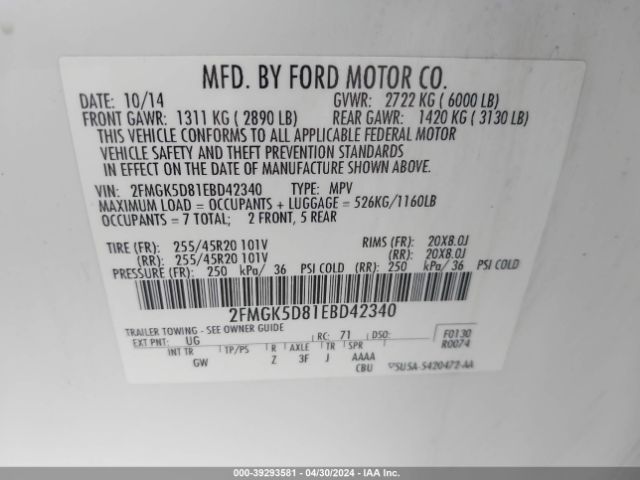 MFD. BY FORD MOTOR CO.
DATE: 10/14 GVWR: 2722 KG ( 6000 LB)
FRONT GAWR: 1311 KG ( 2890 LB) REAR GAWR: 1420 KG ( 3130 LB)
THIS VEHICLE CONFORMS TO ALL APPLICABLE FEDERAL MOTOR
VEHICLE SAFETY AND THEFT PREVENTION STANDARDS
IN EFFECT ON THE DATE OF MANUFACTURE SHOWN ABOVE.
VIN: 2FMGK5D81EBD42340 TYPE: MPV
MAXIMUM LOAD = OCCUPANTS + LUGGAGE = 526KG/1160LB
OCCUPANTS = 7 TOTAL; 2 FRONT, 5 REAR
TIRE (FR): 255/45R20 101V RIMS (FR): 20X8.0J
(RR): 255/45R20 101V (RR): 20X8.0J
PRESSURE (FR): 250 kPa/ 36 PSI COLD (RR): 250 kPa/ 36 PSI COLD
2FMGK5D81EBD42340
TRAILER TOWING - SEE OWNER GUIDE
EXT PNT: UG RC: 71 DSO: F0130
INT TR TP/PS R AXLE TR SPR R0074
GW Z 3F J AAAA
CBU 5U5A-5420472-AA
000-39293581 - 04/30/2024 - IAAI.com